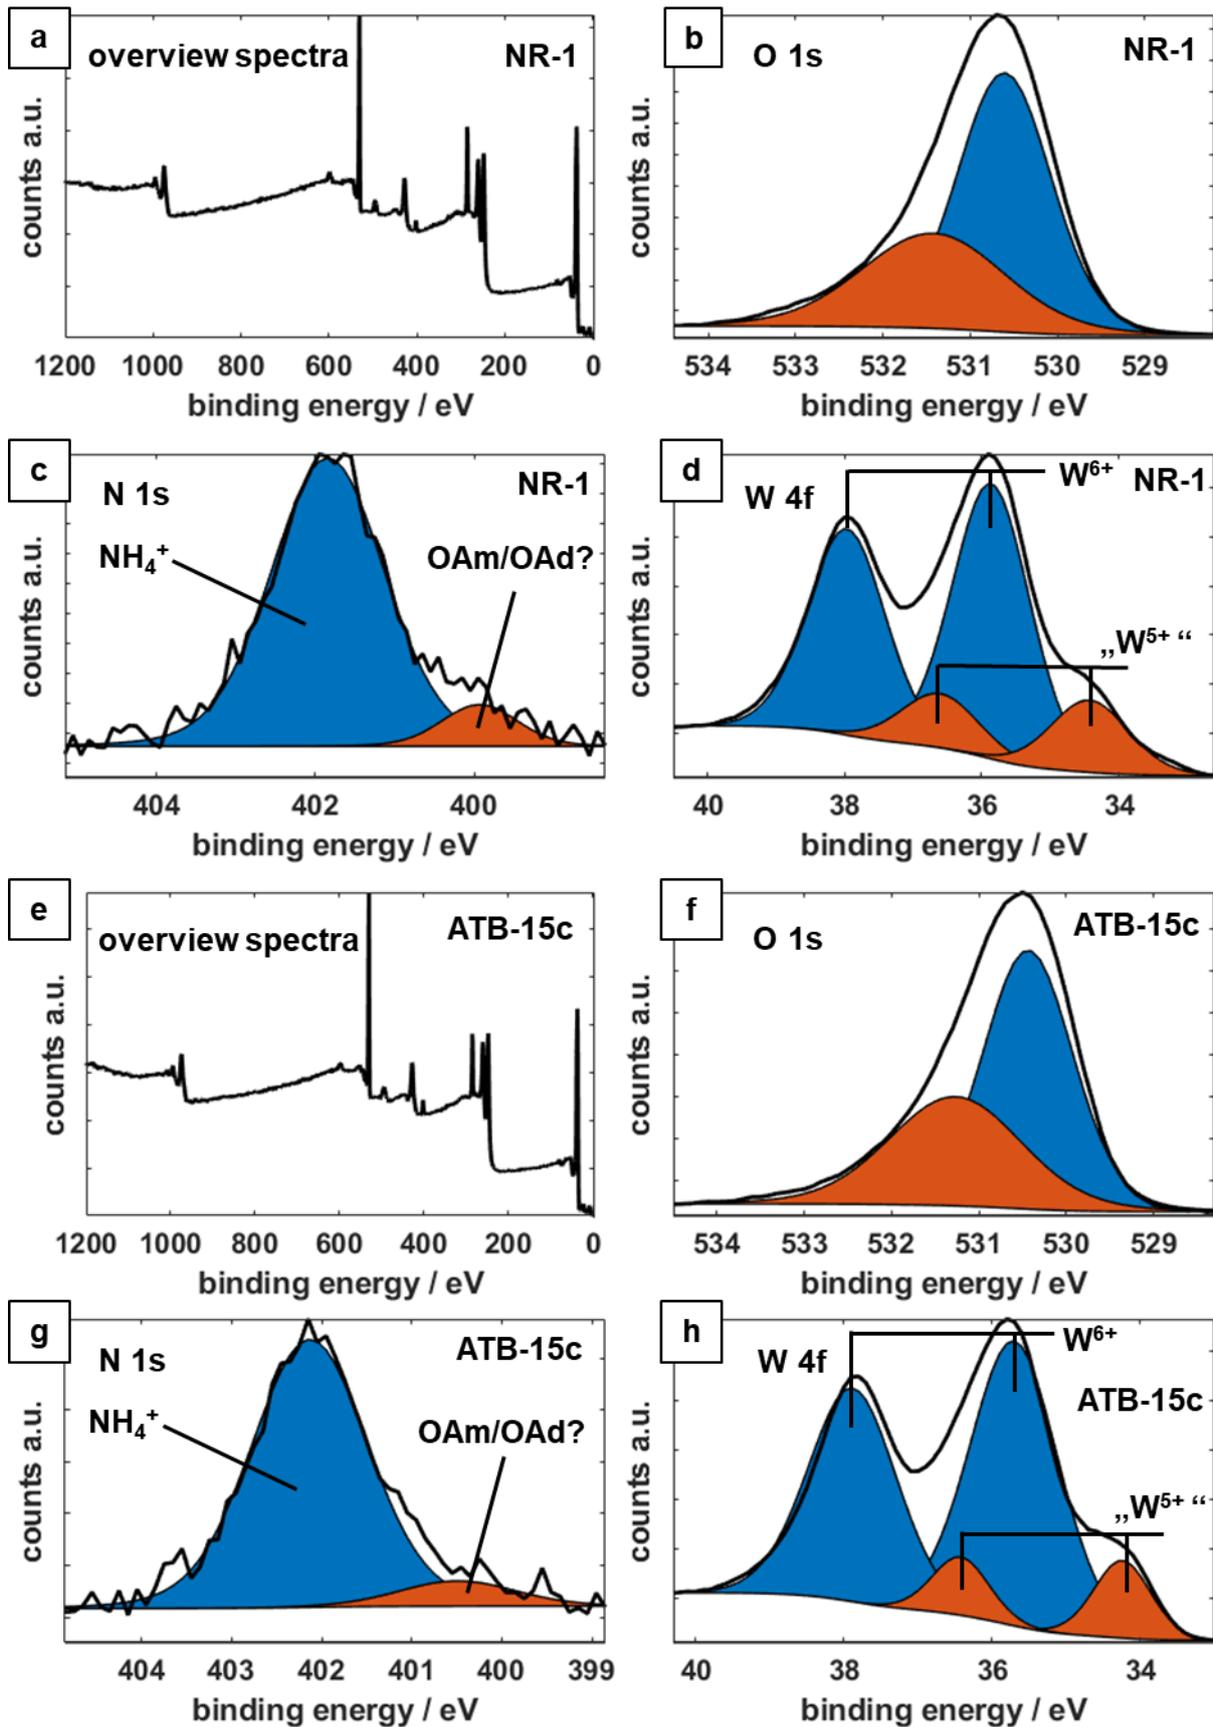 a
overview spectra
NR-1
counts a.u.
1200 1000 800 600 400 200 0
binding energy / eV
b
O 1s
NR-1
counts a.u.
534 533 532 531 530 529
binding energy / eV
c
N 1s
NR-1
NH₄⁺
OAm/OAd?
counts a.u.
404 402 400
binding energy / eV
d
W 4f
W⁶⁺
NR-1
„W⁵⁺ “
counts a.u.
40 38 36 34
binding energy / eV
e
overview spectra
ATB-15c
counts a.u.
1200 1000 800 600 400 200 0
binding energy / eV
f
O 1s
ATB-15c
counts a.u.
534 533 532 531 530 529
binding energy / eV
g
N 1s
ATB-15c
NH₄⁺
OAm/OAd?
counts a.u.
404 403 402 401 400 399
binding energy / eV
h
W 4f
W⁶⁺
ATB-15c
„W⁵⁺ “
counts a.u.
40 38 36 34
binding energy / eV